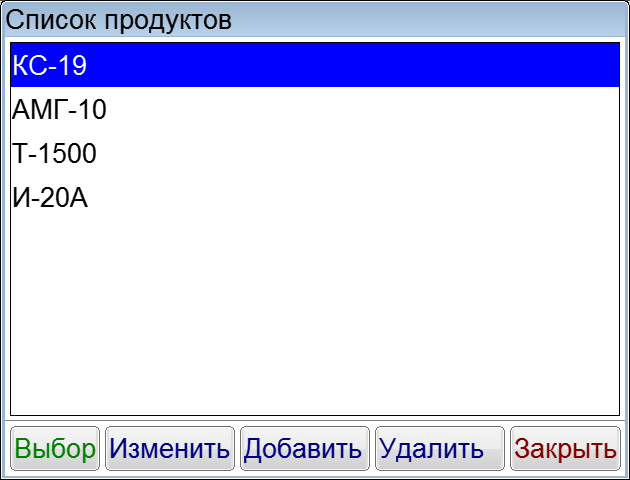 Список продуктов
КС-19
АМГ-10
Т-1500
И-20А
Выбор Изменить Добавить Удалить Закрыть